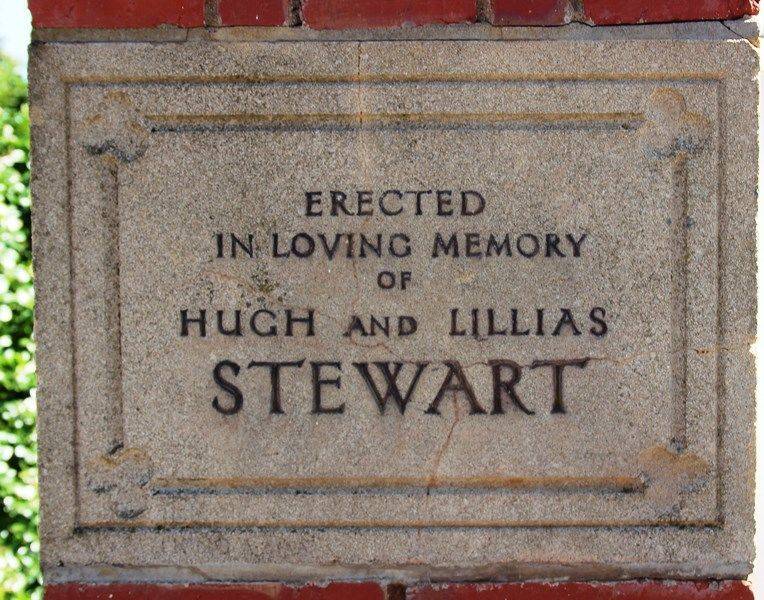 ERECTED
IN LOVING MEMORY
OF
HUGH AND LILLIAS
STEWART